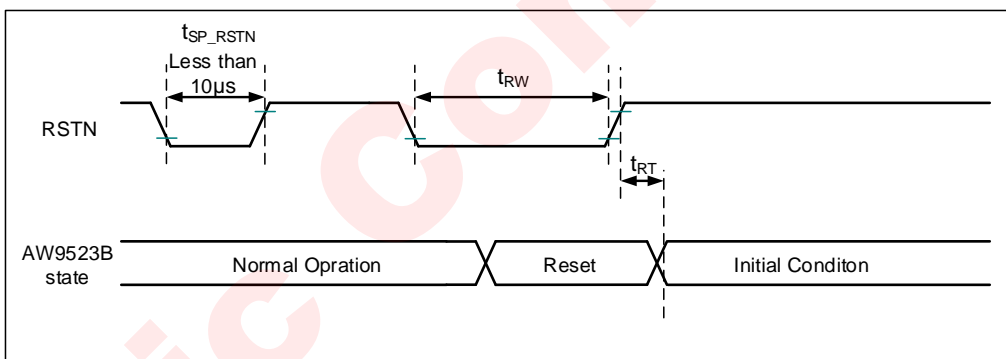 tSP_RSTN
Less than
10μs
tRW
RSTN
tRT
AW9523B
state
Normal Opration
Reset
Initial Conditon